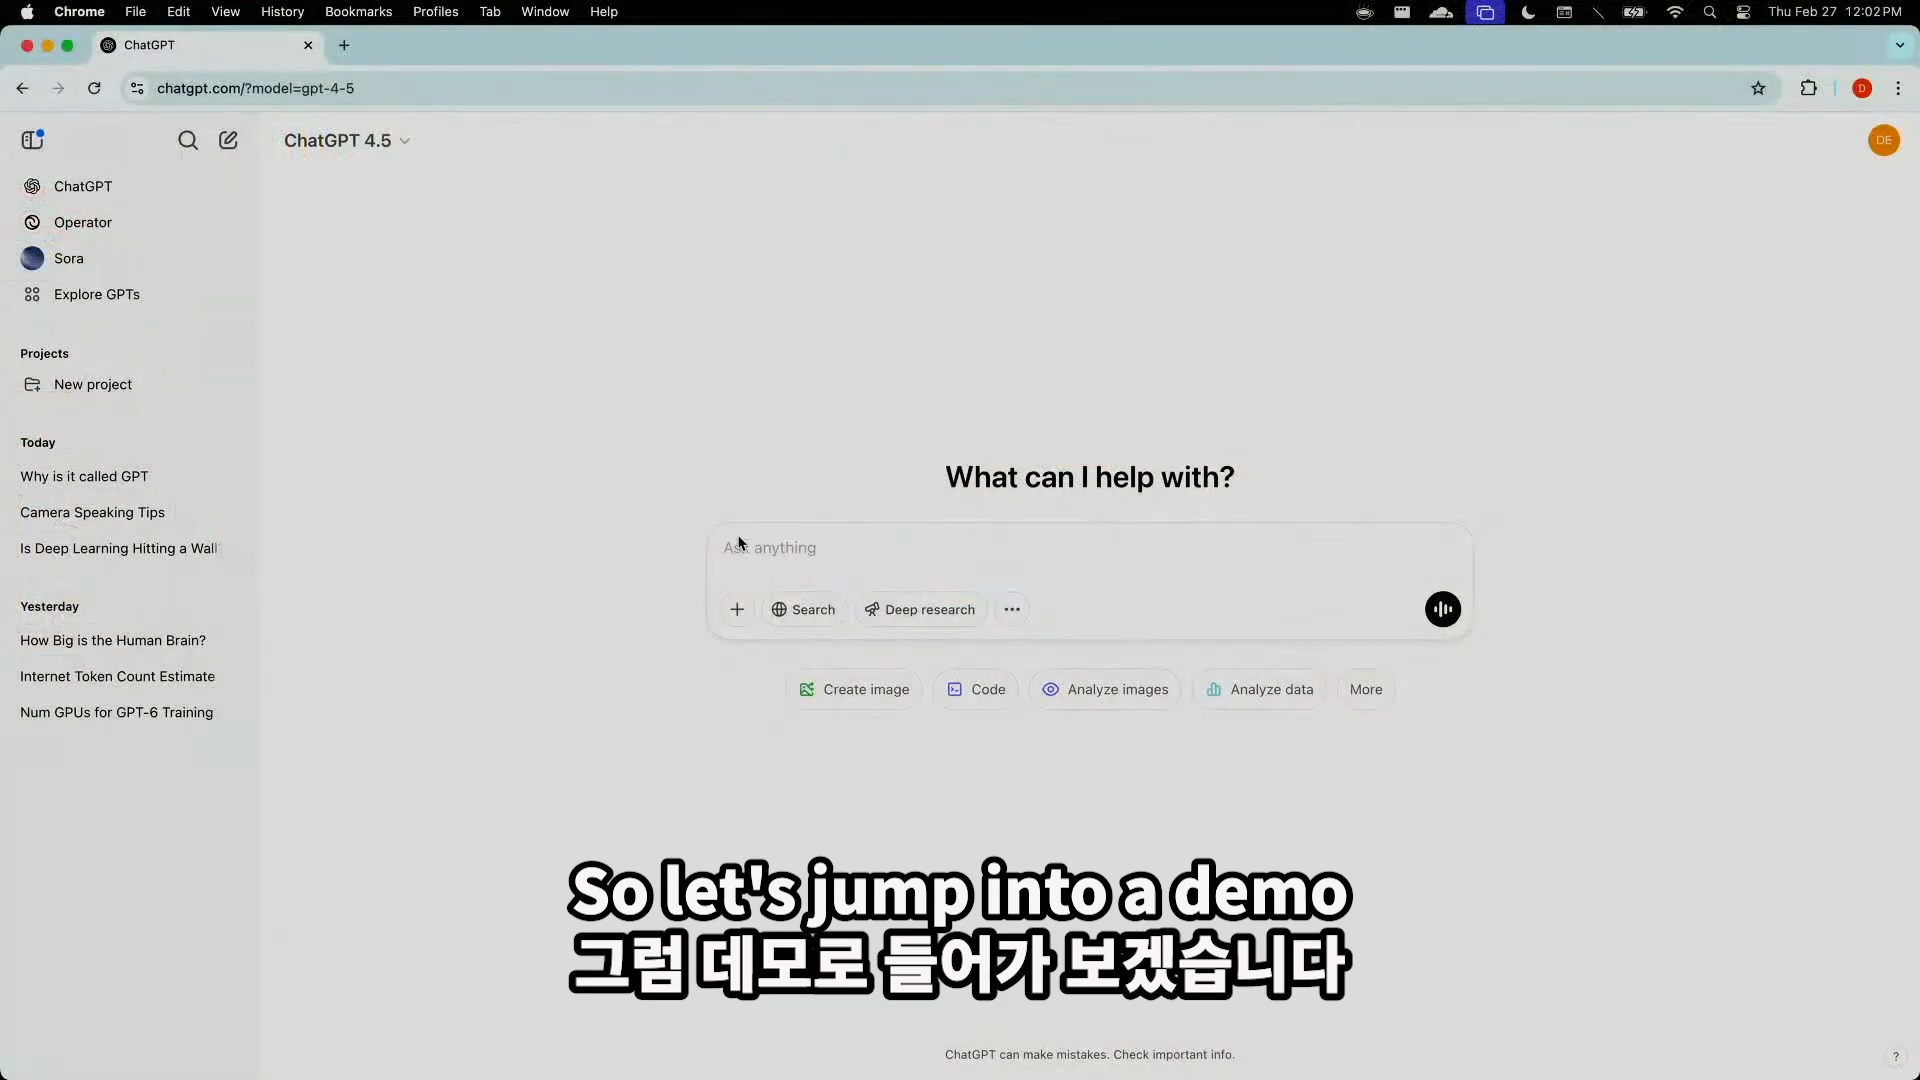 Chrome File Edit View History Bookmarks Profiles Tab Window Help Thu Feb 27 12:02 PM
ChatGPT
chatgpt.com/?model=gpt-4-5 D
ChatGPT 4.5 DE
ChatGPT
Operator
Sora
Explore GPTs
Projects
New project
Today
Why is it called GPT
Camera Speaking Tips
Is Deep Learning Hitting a Wall
Yesterday
How Big is the Human Brain?
Internet Token Count Estimate
Num GPUs for GPT-6 Training
What can I help with?
Ask anything
Search Deep research
Create image Code Analyze images Analyze data More
So let's jump into a demo
그럼 데모로 들어가 보겠습니다
ChatGPT can make mistakes. Check important info.
?